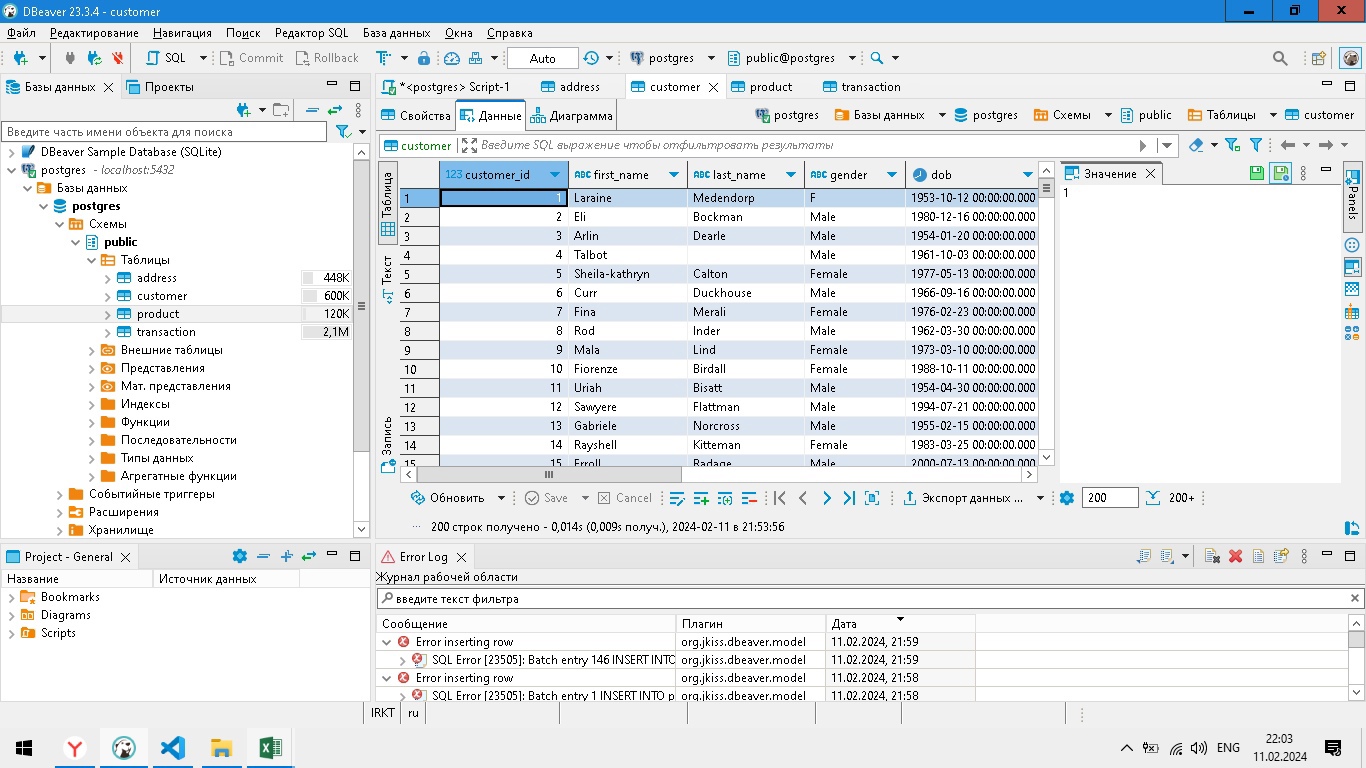 DBeaver 23.3.4 - customer
Файл Редактирование Навигация Поиск Редактор SQL База данных Окна Справка
SQL Commit Rollback Auto postgres public@postgres
Базы данных Проекты
Введите часть имени объекта для поиска
DBeaver Sample Database (SQLite)
postgres - localhost:5432
Базы данных
postgres
Схемы
public
Таблицы
address 448K
customer 600K
product 120K
transaction 2,1M
Внешние таблицы
Представления
Мат. представления
Индексы
Функции
Последовательности
Типы данных
Агрегатные функции
Событийные триггеры
Расширения
Хранилище
*<postgres> Script-1 address customer product transaction
Свойства Данные Диаграмма postgres Базы данных postgres Схемы public Таблицы customer
customer Введите SQL выражение чтобы отфильтровать результаты
Таблица
Текст
Запись
123 customer_id ABC first_name ABC last_name ABC gender dob
1 1 Laraine Medendorp F 1953-10-12 00:00:00.000
2 2 Eli Bockman Male 1980-12-16 00:00:00.000
3 3 Arlin Dearle Male 1954-01-20 00:00:00.000
4 4 Talbot Male 1961-10-03 00:00:00.000
5 5 Sheila-kathryn Calton Female 1977-05-13 00:00:00.000
6 6 Curr Duckhouse Male 1966-09-16 00:00:00.000
7 7 Fina Merali Female 1976-02-23 00:00:00.000
8 8 Rod Inder Male 1962-03-30 00:00:00.000
9 9 Mala Lind Female 1973-03-10 00:00:00.000
10 10 Fiorenze Birdall Female 1988-10-11 00:00:00.000
11 11 Uriah Bisatt Male 1954-04-30 00:00:00.000
12 12 Sawyere Flattman Male 1994-07-21 00:00:00.000
13 13 Gabriele Norcross Male 1955-02-15 00:00:00.000
14 14 Rayshell Kitteman Female 1983-03-25 00:00:00.000
15 15 Erroll Radage Male 2000-07-13 00:00:00.000
Значение
1
Panels
Обновить Save Cancel Экспорт данных ... 200 200+
200 строк получено - 0,014s (0,009s получ.), 2024-02-11 в 21:53:56
Project - General
Название Источник данных
Bookmarks
Diagrams
Scripts
Error Log
Журнал рабочей области
введите текст фильтра
Сообщение Плагин Дата
Error inserting row org.jkiss.dbeaver.model 11.02.2024, 21:59
SQL Error [23505]: Batch entry 146 INSERT INTO org.jkiss.dbeaver.model 11.02.2024, 21:59
Error inserting row org.jkiss.dbeaver.model 11.02.2024, 21:58
SQL Error [23505]: Batch entry 1 INSERT INTO p org.jkiss.dbeaver.model 11.02.2024, 21:58
IRKT ru
ENG 22:03
11.02.2024